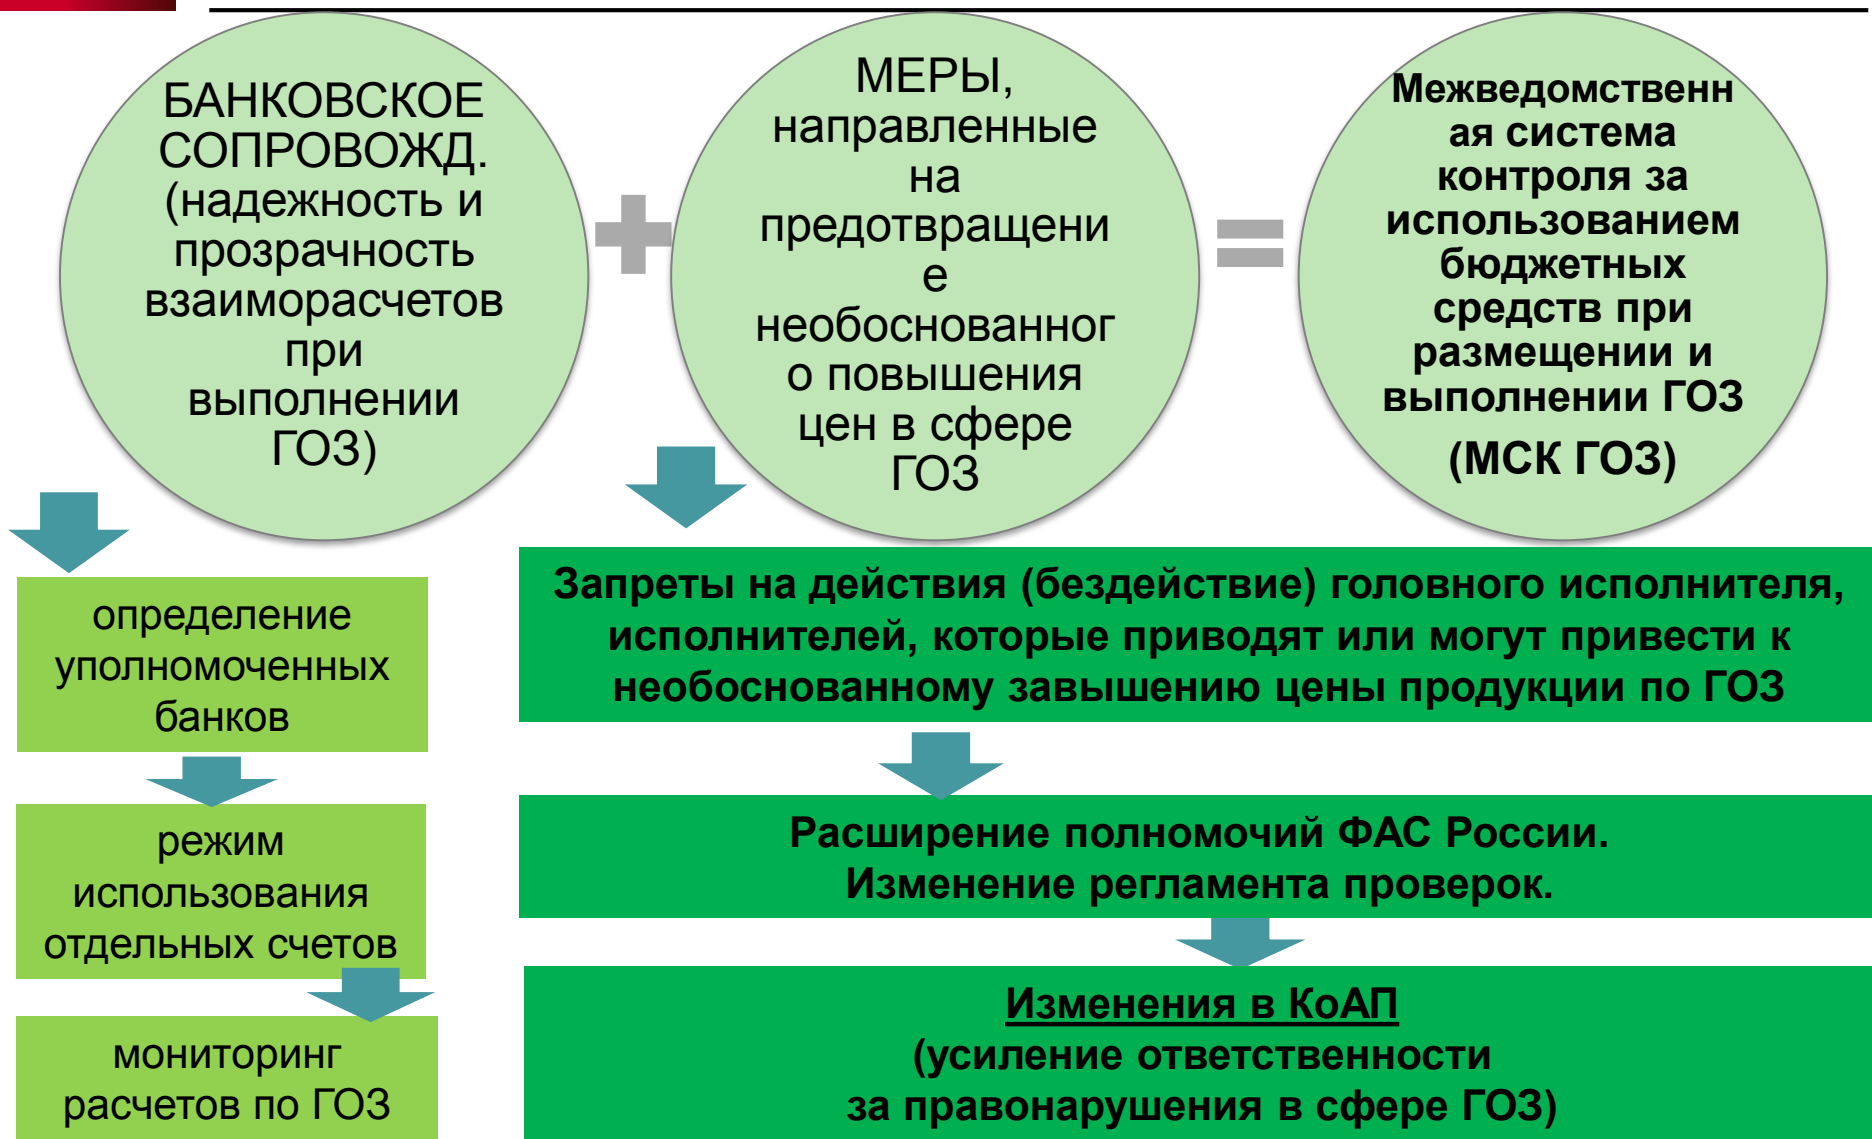 БАНКОВСКОЕ
СОПРОВОЖД.
(надежность и
прозрачность
взаиморасчетов
при
выполнении
ГОЗ)
МЕРЫ,
направленные
на
предотвращени
е
необоснованног
о повышения
цен в сфере
ГОЗ
Межведомственн
ая система
контроля за
использованием
бюджетных
средств при
размещении и
выполнении ГОЗ
(МСК ГОЗ)
определение
уполномоченных
банков
режим
использования
отдельных счетов
мониторинг
расчетов по ГОЗ
Запреты на действия (бездействие) головного исполнителя,
исполнителей, которые приводят или могут привести к
необоснованному завышению цены продукции по ГОЗ
Расширение полномочий ФАС России.
Изменение регламента проверок.
Изменения в КоАП
(усиление ответственности
за правонарушения в сфере ГОЗ)